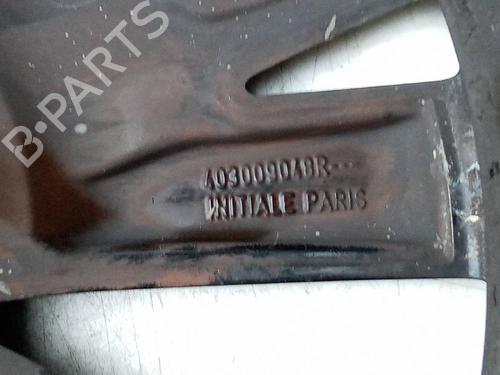 B-PARTS
403009048R---
INITIALE PARIS